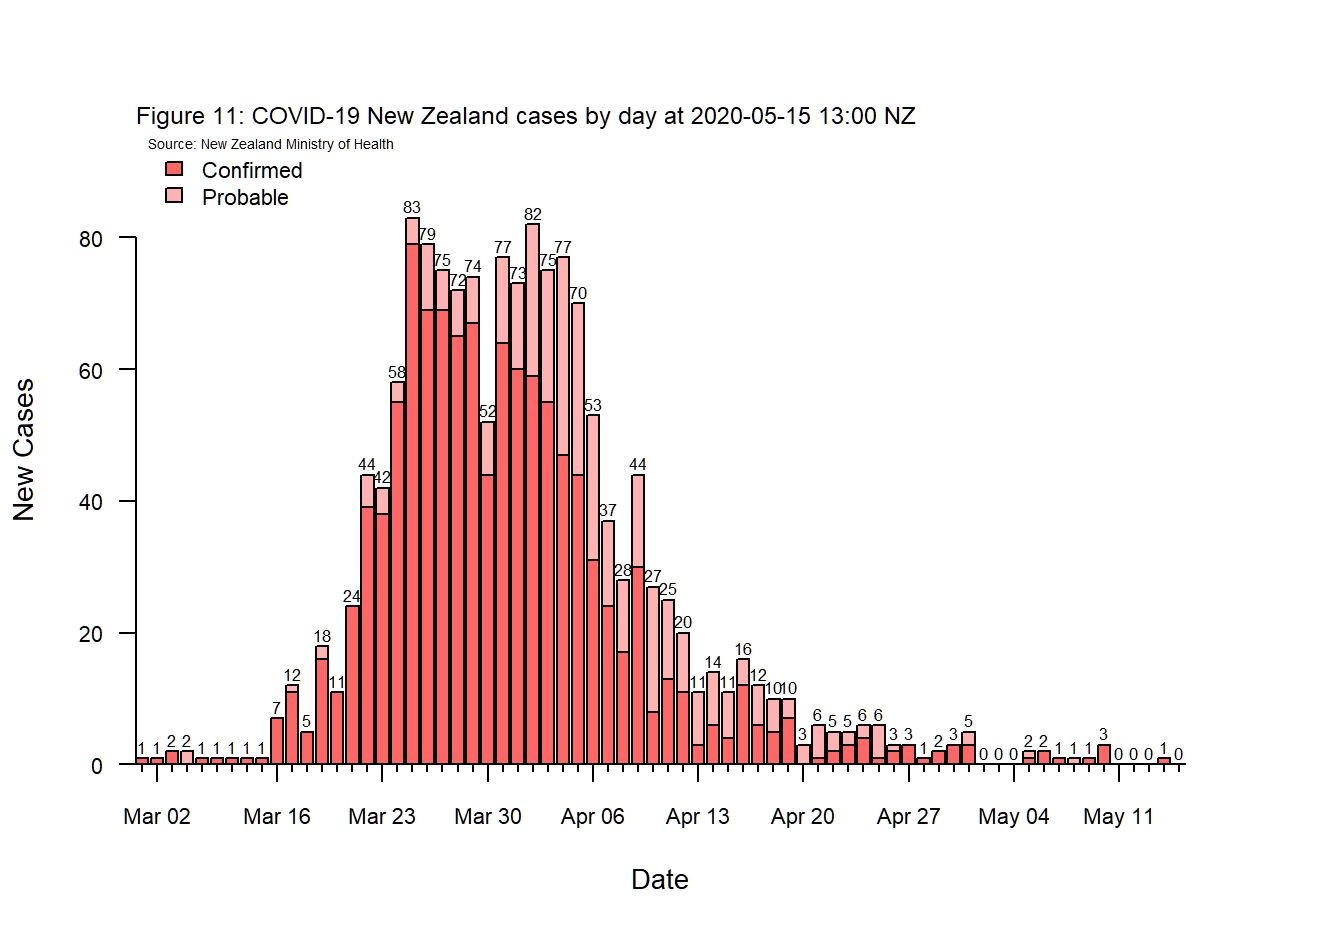 Figure 11: COVID-19 New Zealand cases by day at 2020-05-15 13:00 NZ
Source: New Zealand Ministry of Health
Confirmed
Probable
New Cases
80
60
40
20
0
1 1 2 2 1 1 1 1 1 7 12 5 18 11 24 44 42 58 83 79 75 72 74 52 77 73 82 75 77 70 53 37 28 44 27 25 20 11 14 11 16 12 10 10 3 6 5 5 6 6 3 3 1 2 3 5 0 0 0 2 2 1 1 1 3 0 0 0 1 0
Mar 02 Mar 16 Mar 23 Mar 30 Apr 06 Apr 13 Apr 20 Apr 27 May 04 May 11
Date